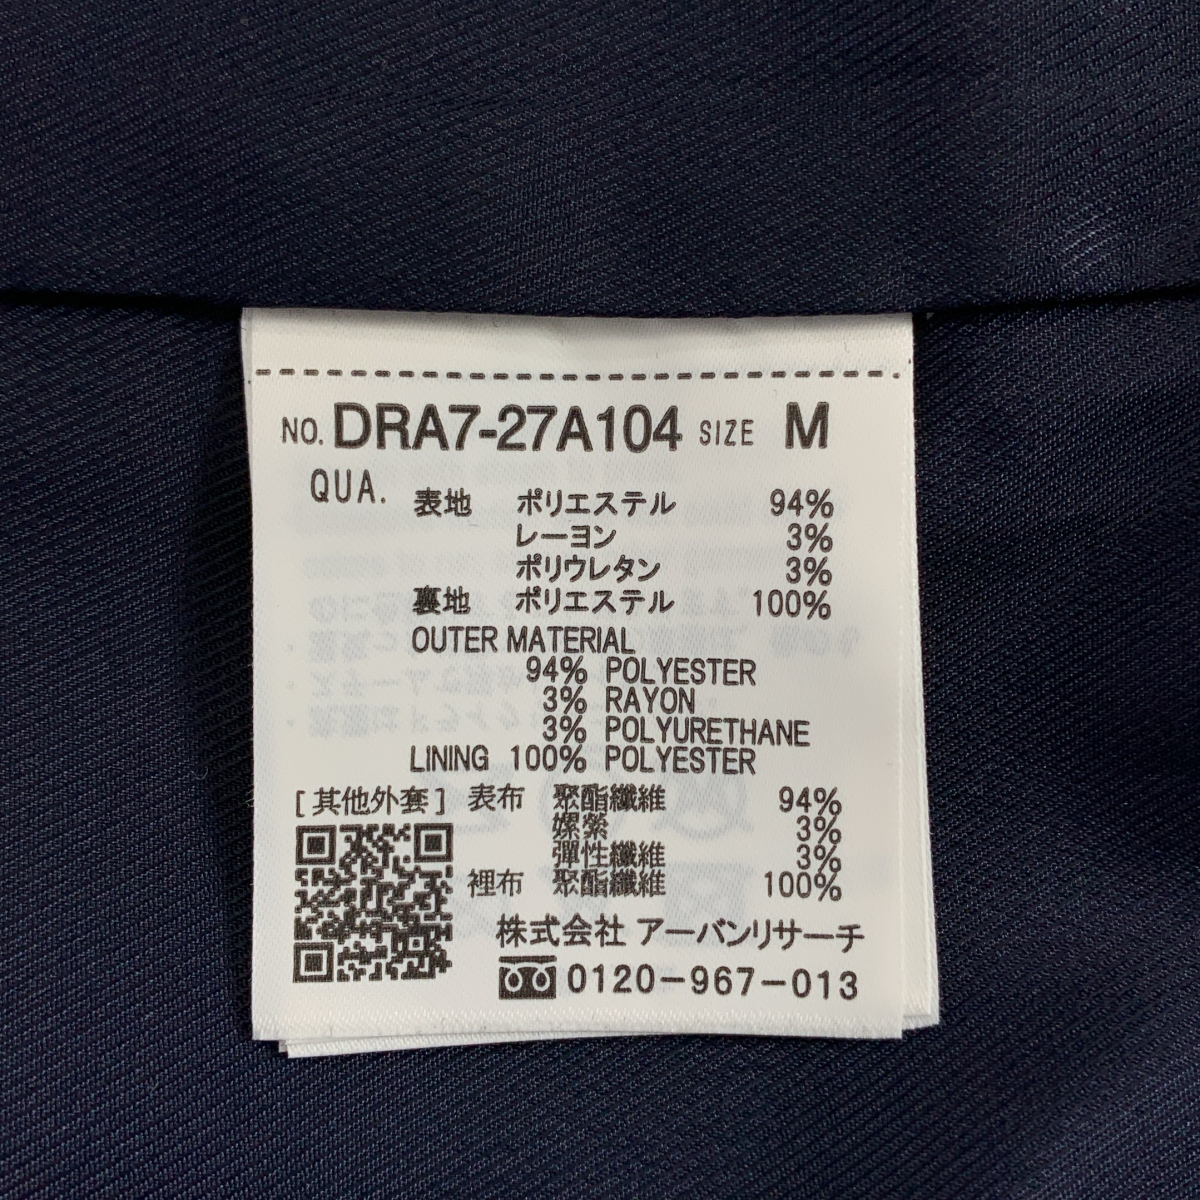 NO. DRA7-27A104 SIZE M
QUA. 表地 ポリエステル 94%
レーヨン 3%
ポリウレタン 3%
裏地 ポリエステル 100%
OUTER MATERIAL
94% POLYESTER
3% RAYON
3% POLYURETHANE
LINING 100% POLYESTER
[其他外套] 表布 聚酯纖維 94%
嫘縈 3%
彈性纖維 3%
裡布 聚酯纖維 100%
株式会社 アーバンリサーチ
0120-967-013